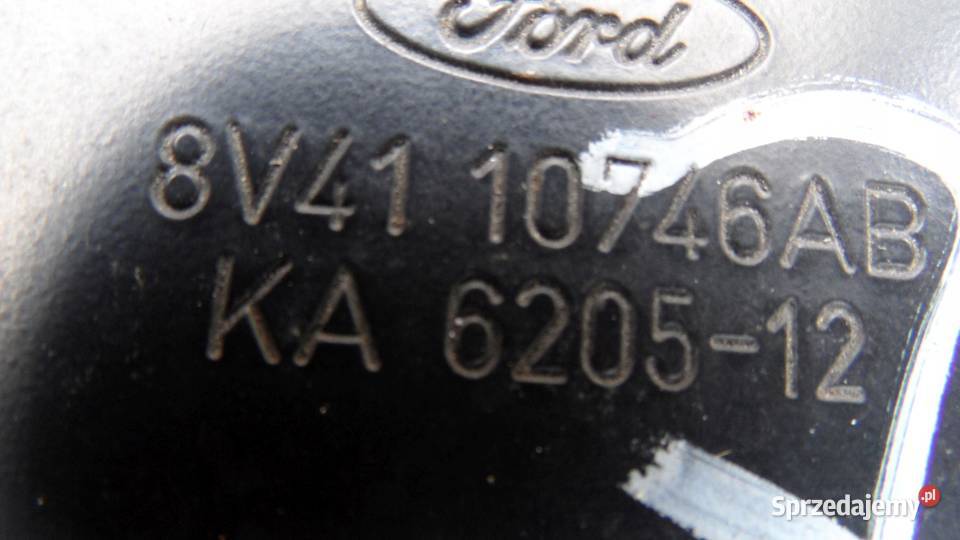 Ford
8V41 10746AB
KA 6205-12
Sprzedajemy.pl